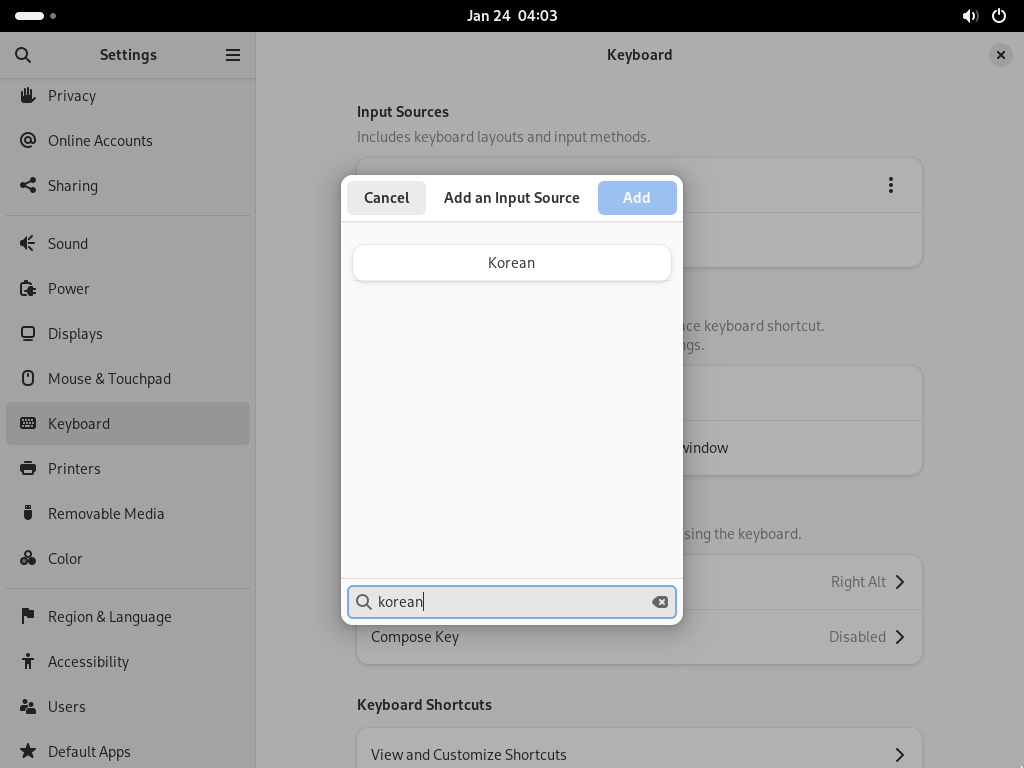 Jan 24 04:03
Settings
Keyboard
Privacy
Online Accounts
Sharing
Sound
Power
Displays
Mouse & Touchpad
Keyboard
Printers
Removable Media
Color
Region & Language
Accessibility
Users
Default Apps
Input Sources
Includes keyboard layouts and input methods.
Cancel
Add an Input Source
Add
Korean
korean
keyboard shortcut.
window
using the keyboard.
Right Alt
Compose Key
Disabled
Keyboard Shortcuts
View and Customize Shortcuts